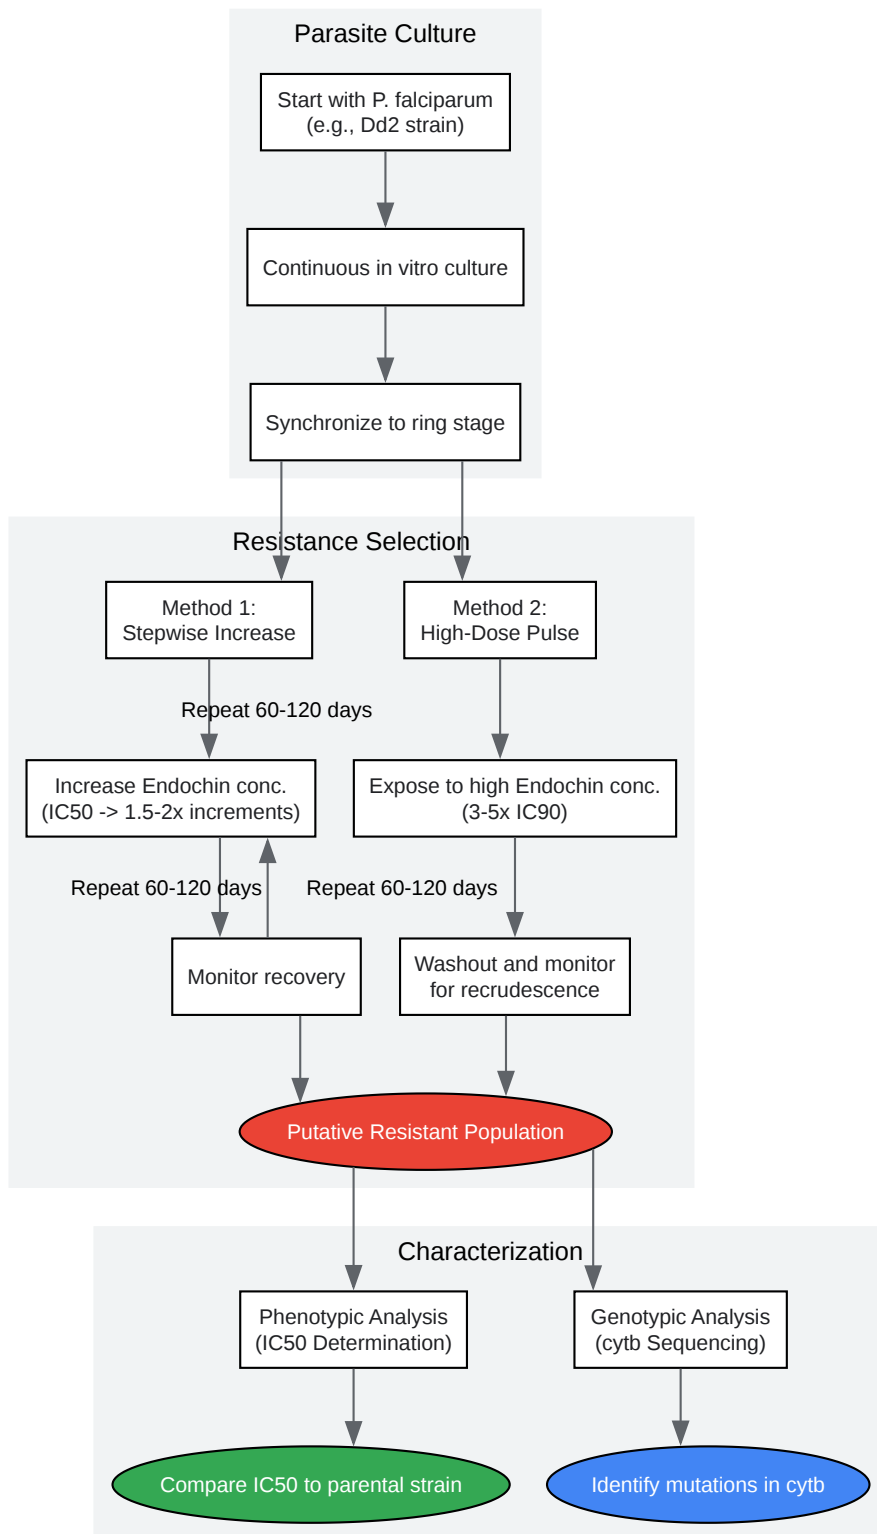 Parasite Culture
Start with P. falciparum
(e.g., Dd2 strain)
Continuous in vitro culture
Synchronize to ring stage
Resistance Selection
Method 1:
Stepwise Increase
Method 2:
High-Dose Pulse
Repeat 60-120 days
Increase Endochin conc.
(IC50 -> 1.5-2x increments)
Expose to high Endochin conc.
(3-5x IC90)
Repeat 60-120 days
Repeat 60-120 days
Monitor recovery
Washout and monitor
for recrudescence
Putative Resistant Population
Characterization
Phenotypic Analysis
(IC50 Determination)
Genotypic Analysis
(cytb Sequencing)
Compare IC50 to parental strain
Identify mutations in cytb